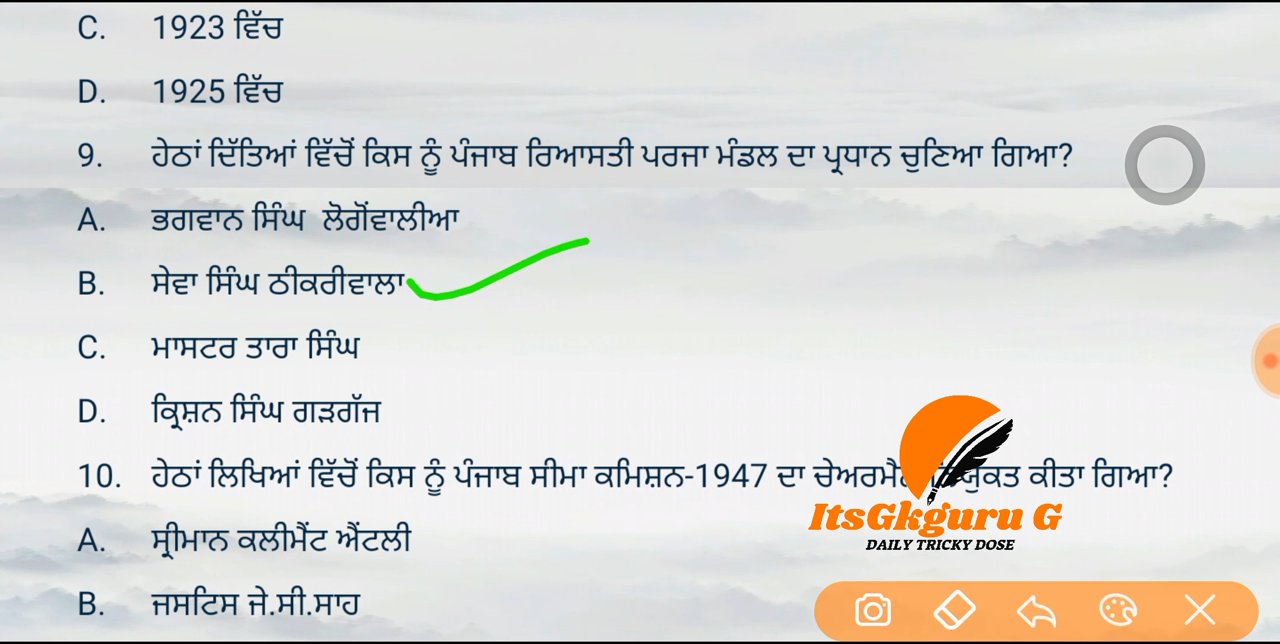 C. 1923 ਵਿੱਚ
D. 1925 ਵਿੱਚ
9. ਹੇਠਾਂ ਦਿੱਤਿਆਂ ਵਿੱਚੋਂ ਕਿਸ ਨੂੰ ਪੰਜਾਬ ਰਿਆਸਤੀ ਪਰਜਾ ਮੰਡਲ ਦਾ ਪ੍ਰਧਾਨ ਚੁਣਿਆ ਗਿਆ?
A. ਭਗਵਾਨ ਸਿੰਘ ਲੋਗੋਂਵਾਲੀਆ
B. ਸੇਵਾ ਸਿੰਘ ਠੀਕਰੀਵਾਲਾ
C. ਮਾਸਟਰ ਤਾਰਾ ਸਿੰਘ
D. ਕ੍ਰਿਸ਼ਨ ਸਿੰਘ ਗੜਗੱਜ
10. ਹੇਠਾਂ ਲਿਖਿਆਂ ਵਿੱਚੋਂ ਕਿਸ ਨੂੰ ਪੰਜਾਬ ਸੀਮਾ ਕਮਿਸ਼ਨ-1947 ਦਾ ਕੀਤਾ ਗਿਆ?
ItsGkguru G
DAILY TRICKY DOSE
A. ਸ੍ਰੀਮਾਨ ਕਲੀਮੈਂਟ ਐਂਟਲੀ
B. ਜਸਟਿਸ ਜੇ.ਸੀ.ਸਾਹ